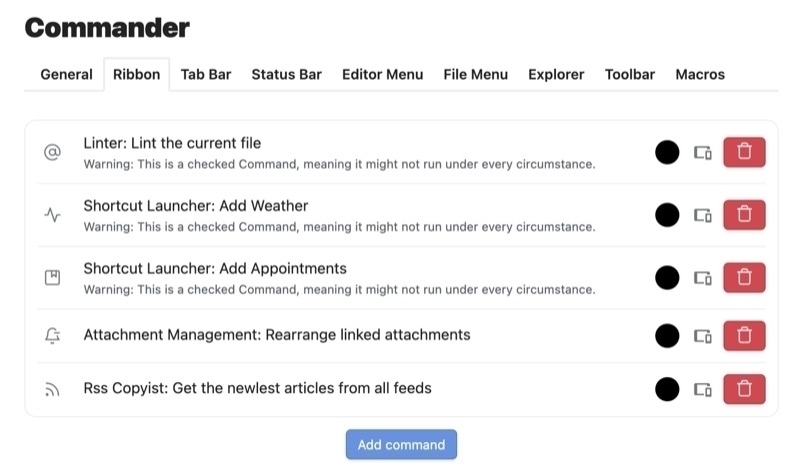 Commander
General Ribbon Tab Bar Status Bar Editor Menu File Menu Explorer Toolbar Macros
Linter: Lint the current file
Warning: This is a checked Command, meaning it might not run under every circumstance.
Shortcut Launcher: Add Weather
Warning: This is a checked Command, meaning it might not run under every circumstance.
Shortcut Launcher: Add Appointments
Warning: This is a checked Command, meaning it might not run under every circumstance.
Attachment Management: Rearrange linked attachments
Rss Copyist: Get the newlest articles from all feeds
Add command